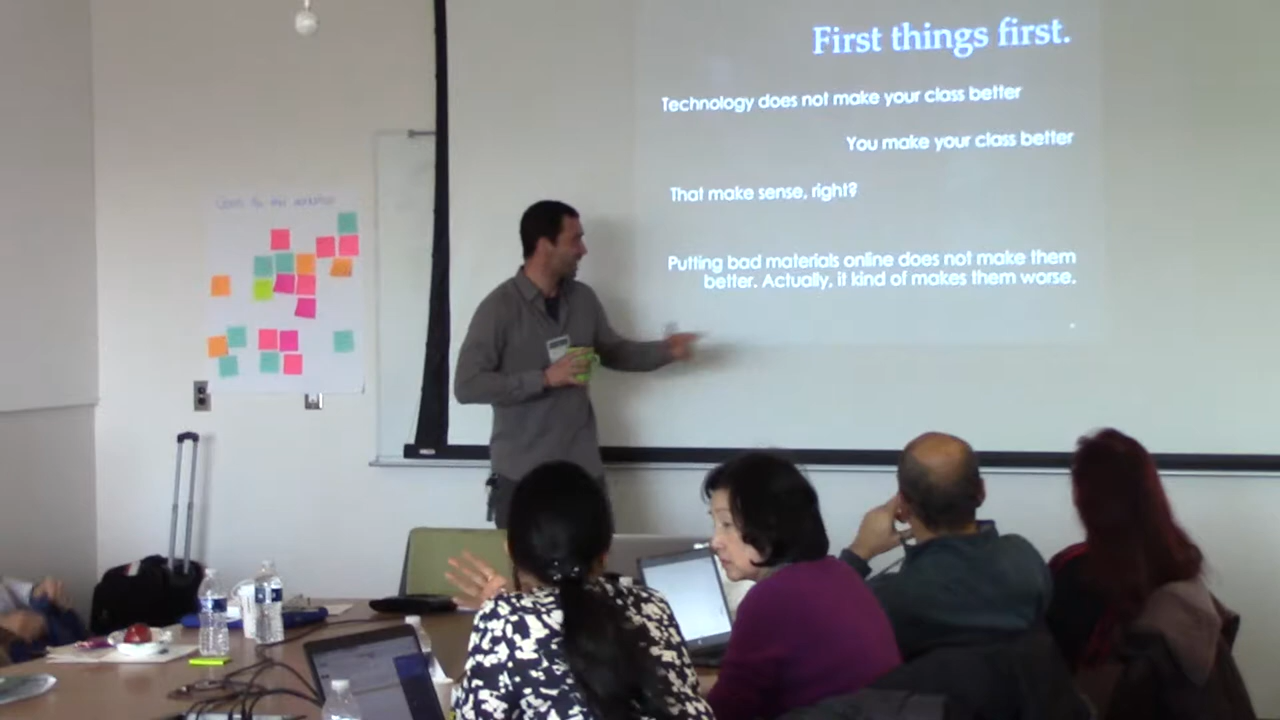 First things first.
Technology does not make your class better
You make your class better
That make sense, right?
Putting bad materials online does not make them
better. Actually, it kind of makes them worse.